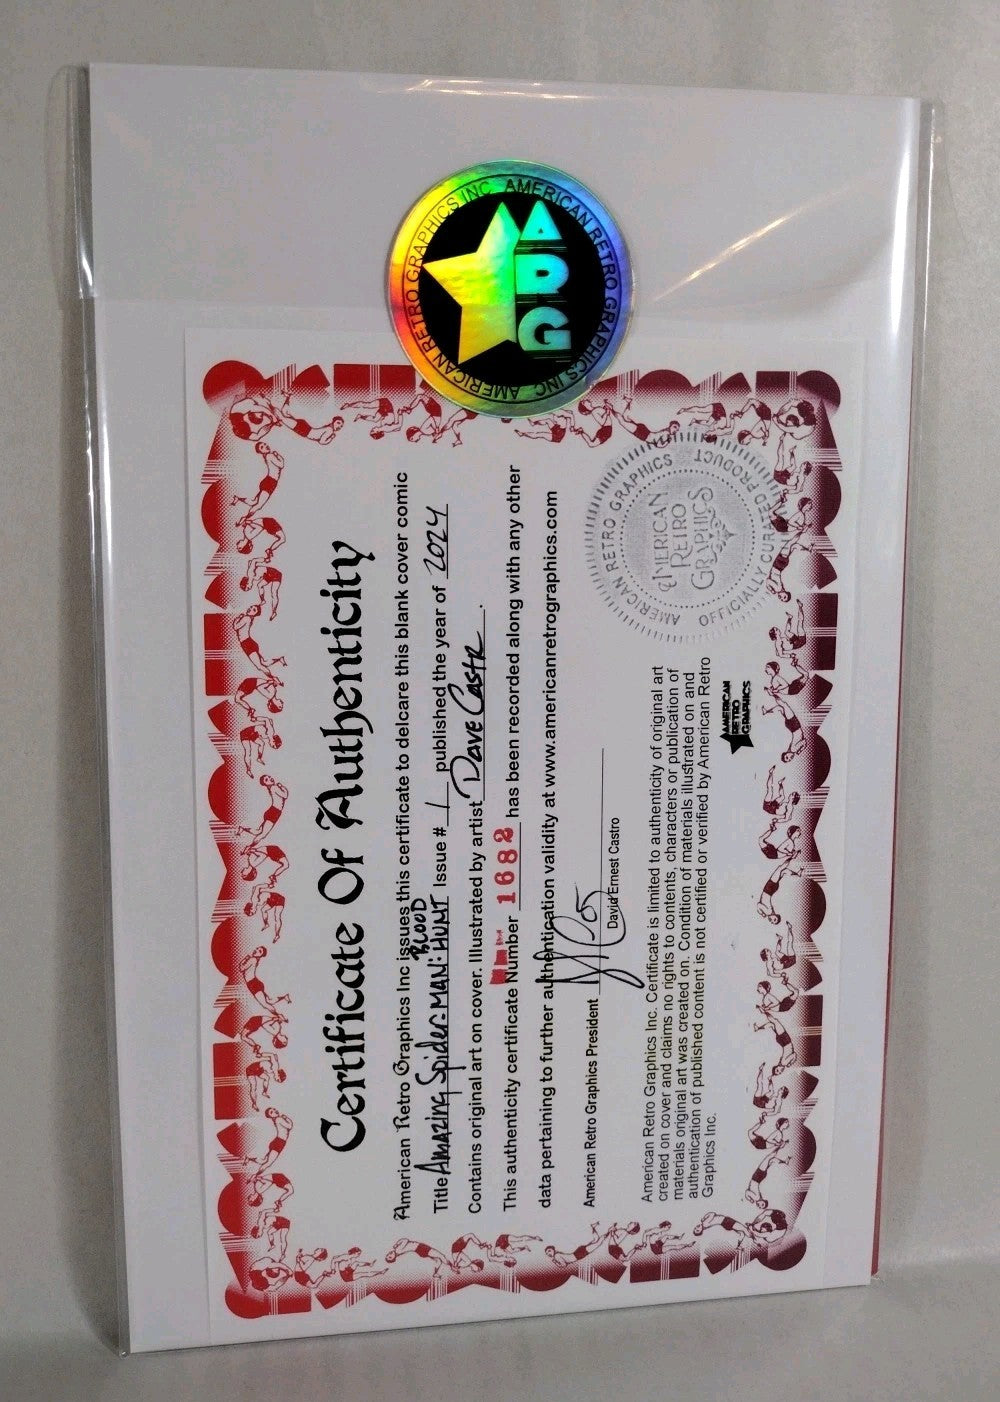 AMERICAN RETRO GRAPHICS INC. AMERICAN RETRO GRAPHICS INC.
ARG
Certificate Of Authenticity
American Retro Graphics Inc issues this certificate to delcare this blank cover comic
Title Amazing Spider-Man: Blood Hunt Issue # 1 published the year of 2024
Contains original art on cover. Illustrated by artist Dave Castr.
This authenticity certificate Number 1682 has been recorded along with any other
data pertaining to further authentication validity at www.americanretrographics.com
American Retro Graphics President
David Ernest Castro
AMERICAN RETRO GRAPHICS
OFFICIALLY CURATED PRODUCT
AMERICAN
RETRO
GRAPHICS
American Retro Graphics Inc. Certificate is limited to authenticity of original art
created on cover and claims no rights to contents, characters or publication of
materials original art was created on. Condition of materials illustrated on and
authentication of published content is not certified or verified by American Retro
Graphics Inc.
AMERICAN
RETRO
GRAPHICS